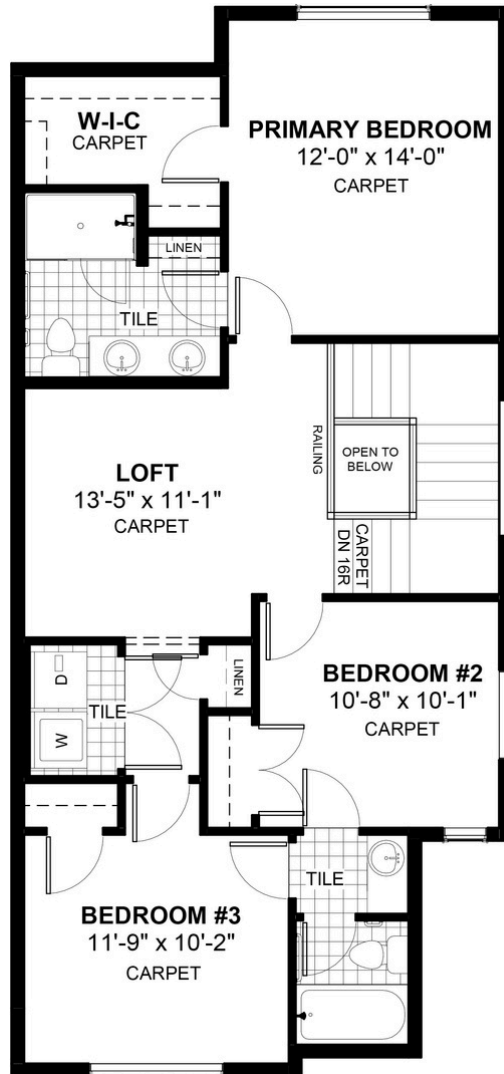 W-I-C
CARPET
PRIMARY BEDROOM
12'-0" x 14'-0"
CARPET
LINEN
TILE
LOFT
13'-5" x 11'-1"
CARPET
RAILING
OPEN TO
BELOW
CARPET
DN 16R
D
W
TILE
LINEN
BEDROOM #2
10'-8" x 10'-1"
CARPET
TILE
BEDROOM #3
11'-9" x 10'-2"
CARPET